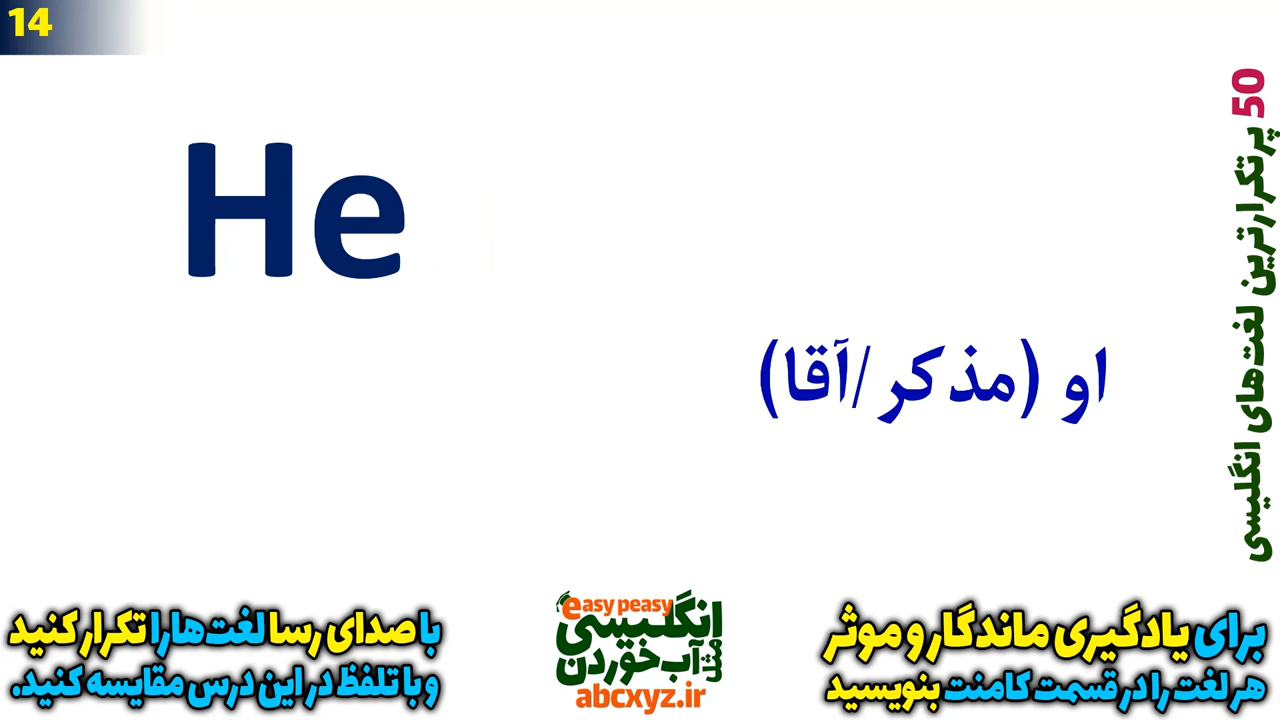 14
He
او (مذکر/آقا)
50 پرتکرارترین لغت‌های انگلیسی
برای یادگیری ماندگار و موثر
هر لغت را در قسمت کامنت بنویسید
easy peasy
انگلیسی
مثل
آب خوردن
abcxyz.ir
با صدای رسا لغت‌ها را تکرار کنید
و با تلفظ در این درس مقایسه کنید.